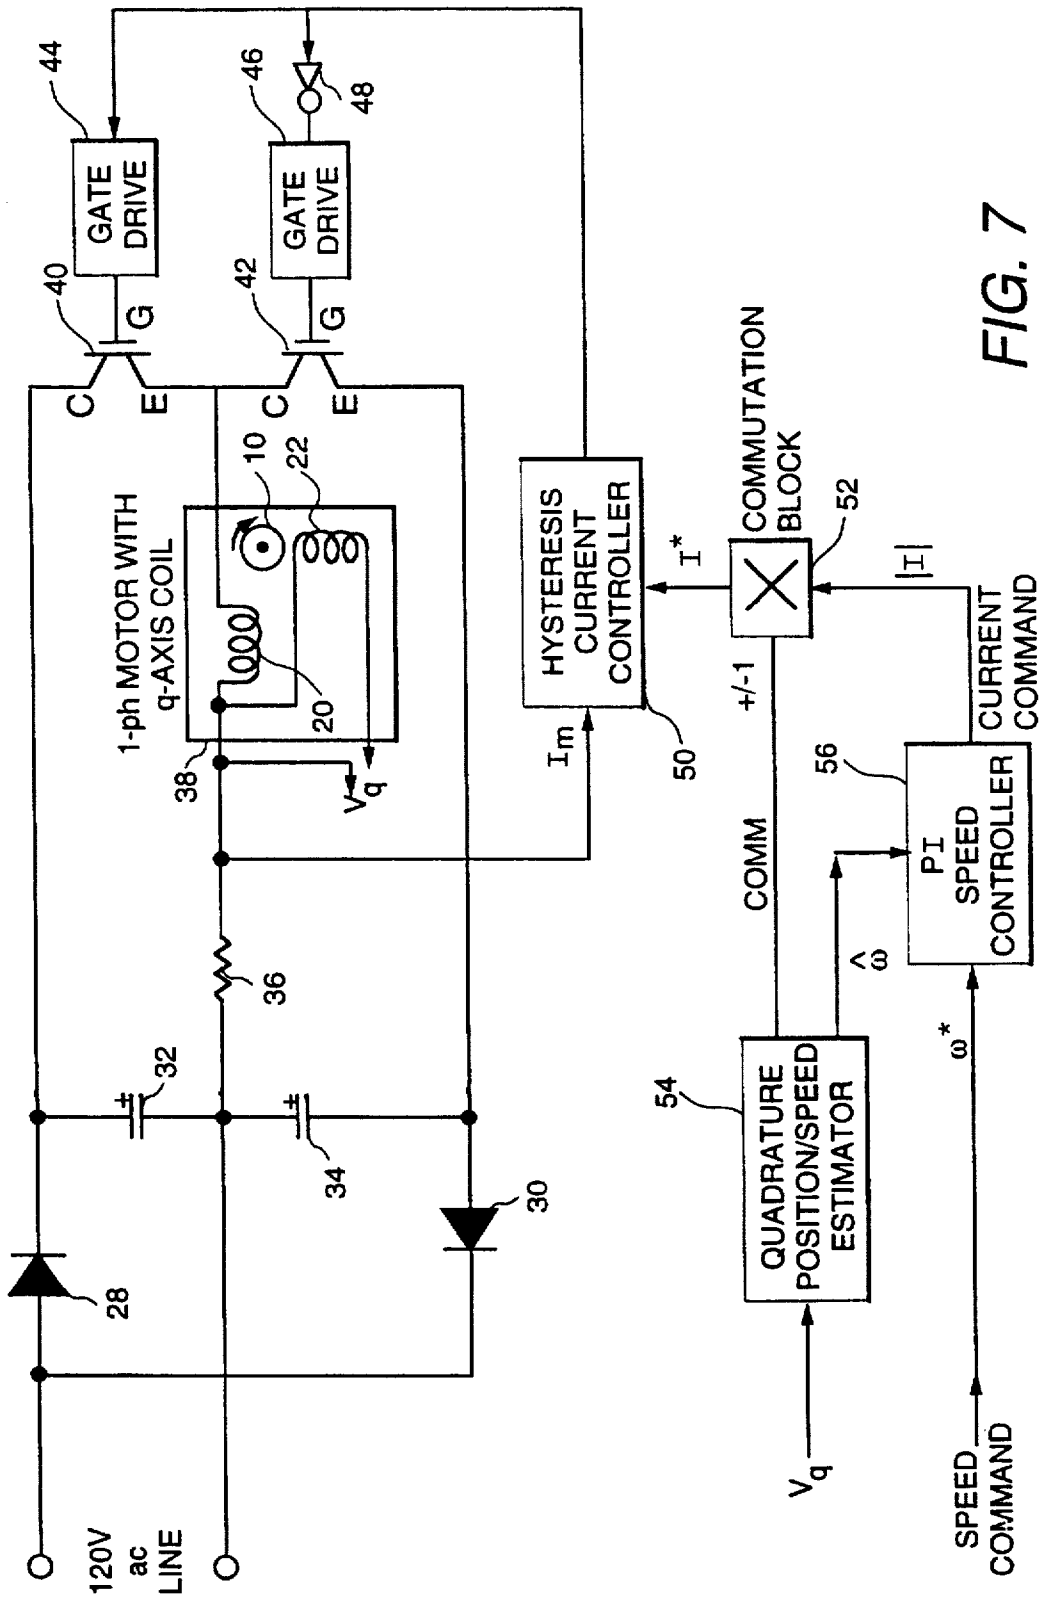 120V
ac
LINE
28
30
32
34
36
1-ph MOTOR WITH
q-AXIS COIL
38
20
10
22
Vq
C
E
G
40
C
E
G
42
GATE
DRIVE
44
GATE
DRIVE
46
48
Im
HYSTERESIS
CURRENT
CONTROLLER
50
I*
COMMUTATION
BLOCK
52
+/-1
COMM
|I|
CURRENT
COMMAND
Vq
QUADRATURE
POSITION/SPEED
ESTIMATOR
54
ω̂
PI
SPEED
CONTROLLER
56
ω*
SPEED
COMMAND
FIG. 7